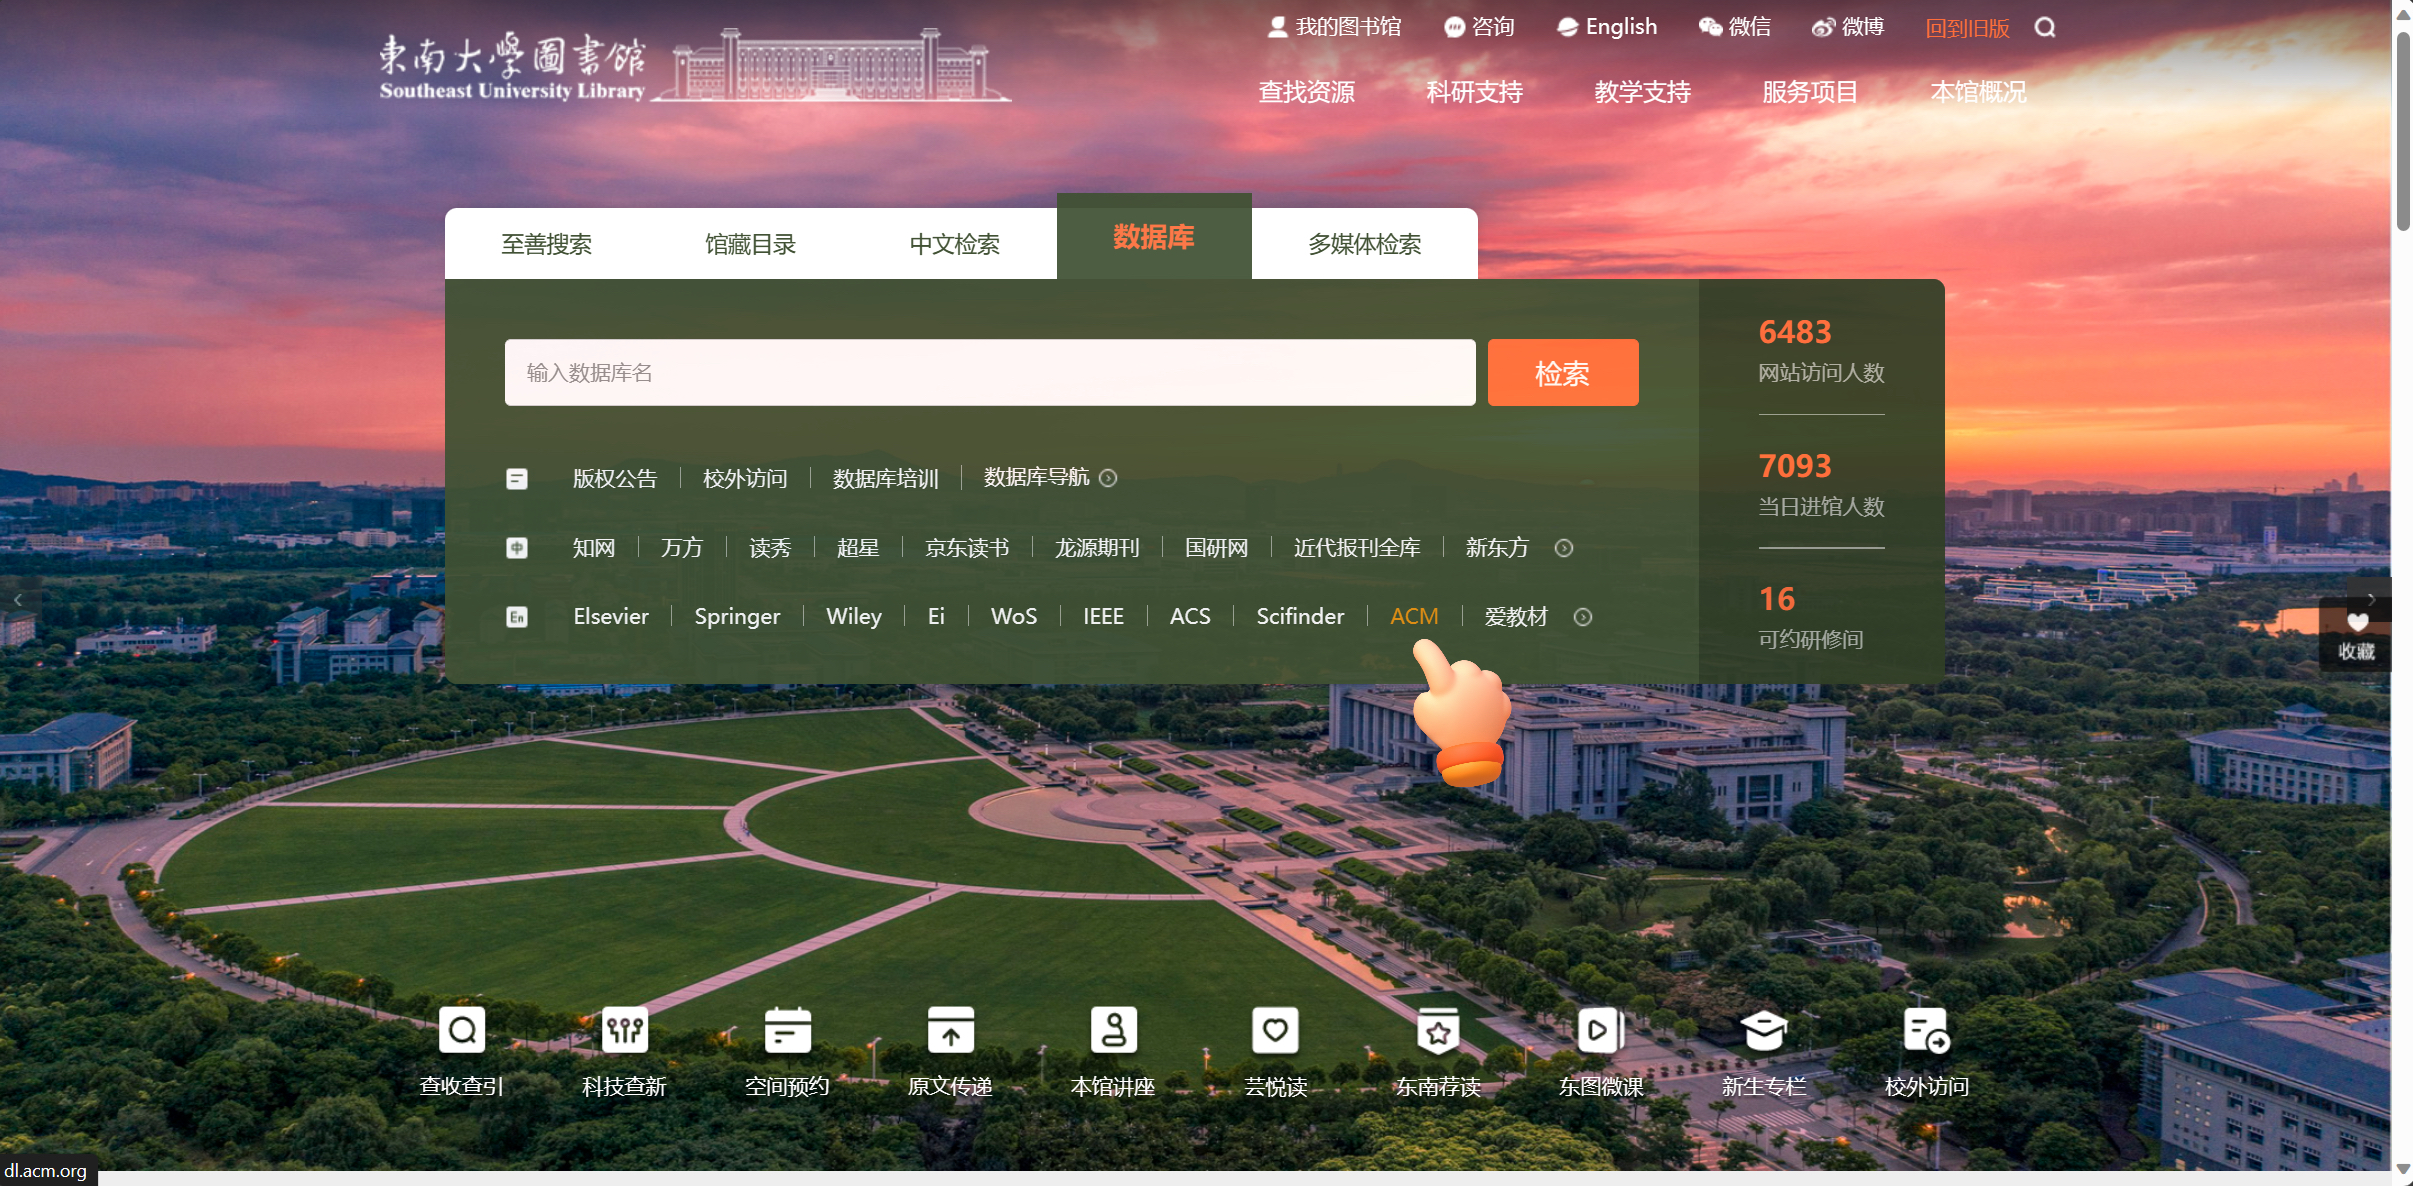 我的图书馆 咨询 English 微信 微博 回到旧版
東南大學圖書館
Southeast University Library
查找资源 科研支持 教学支持 服务项目 本馆概况
至善搜索 馆藏目录 中文检索 数据库 多媒体检索
输入数据库名 检索
6483
网站访问人数
7093
当日进馆人数
16
可约研修间
版权公告 校外访问 数据库培训 数据库导航
中 知网 万方 读秀 超星 京东读书 龙源期刊 国研网 近代报刊全库 新东方
En Elsevier Springer Wiley Ei WoS IEEE ACS Scifinder ACM 爱教材
收藏
查收查引 科技查新 空间预约 原文传递 本馆讲座 芸悦读 东南荐读 东图微课 新生专栏 校外访问
dl.acm.org